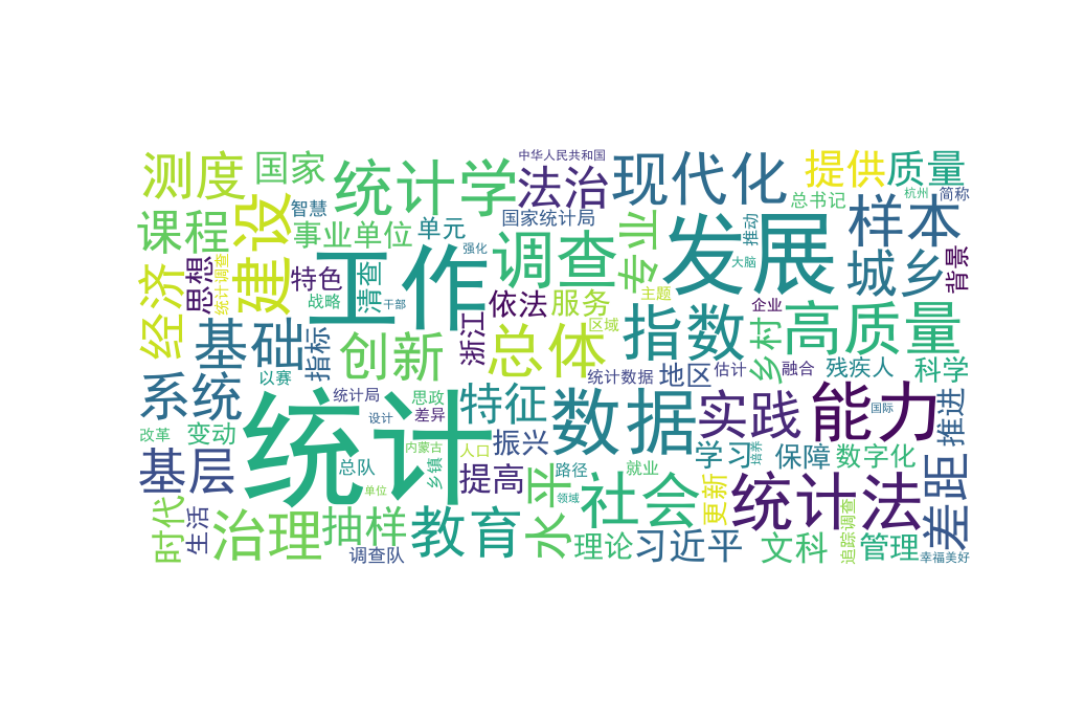 中华人民共和国
测度
国家
统计学
法治
现代化
提供
质量
课程
建设
智慧
事业单位
单元
国家统计局
专业
发展
总书记
推动
杭州
简称
样本
经济
思想
统计调查
特色
清查
工作
强化
调查
大脑
城乡
背景
战略
干部
依法
服务
主题
企业
基础
指标
创新
浙江
总体
区域
指数
乡村
高质量
系统
以赛
统计局
思政
特征
统计数据
地区
估计
融合
残疾人
科学
改革
变动
设计
差异
统计
数据
实践
能力
国际
推进
基层
总队
内蒙古
人口
振兴
学习
培养
保障
数字化
单位
乡镇
提高
水平
路径
就业
领域
社会
更新
统计法
差距
时代
生活
治理
抽样
教育
调查队
理论
习近平
文科
追踪调查
管理
幸福美好